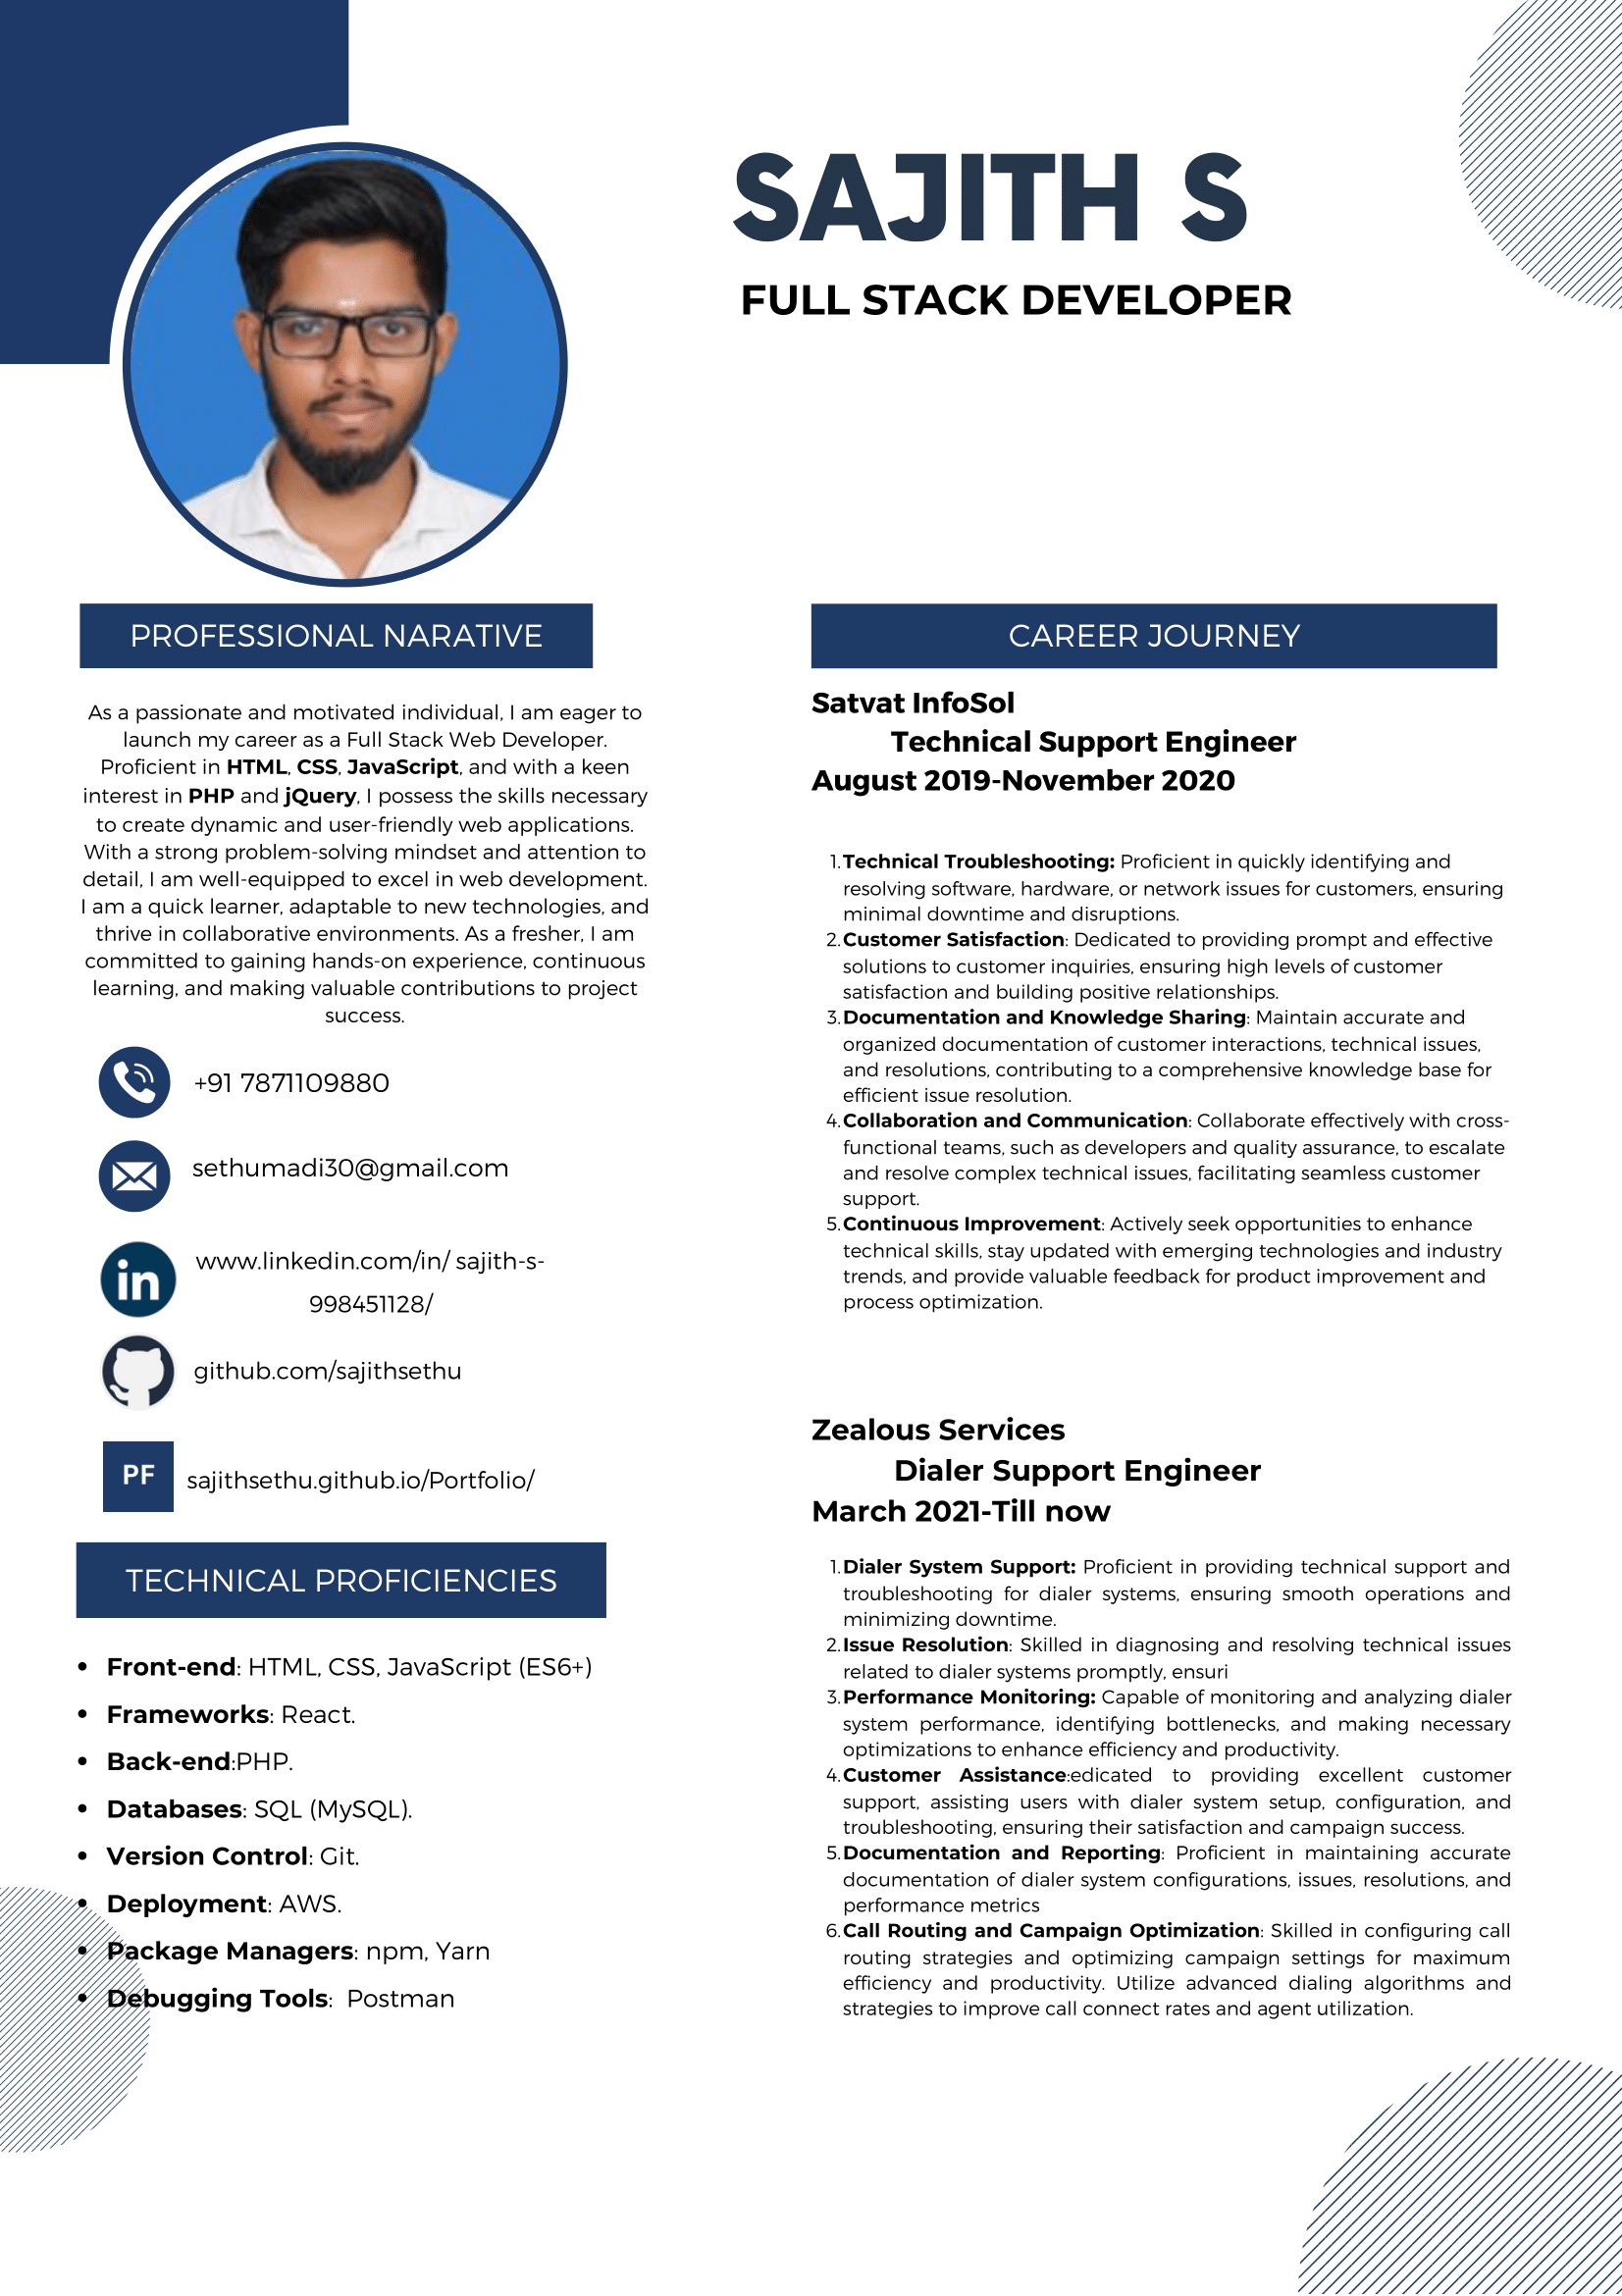 SAJITH S
FULL STACK DEVELOPER
PROFESSIONAL NARATIVE
As a passionate and motivated individual, I am eager to
launch my career as a Full Stack Web Developer.
Proficient in HTML, CSS, JavaScript, and with a keen
interest in PHP and jQuery, I possess the skills necessary
to create dynamic and user-friendly web applications.
With a strong problem-solving mindset and attention to
detail, I am well-equipped to excel in web development.
I am a quick learner, adaptable to new technologies, and
thrive in collaborative environments. As a fresher, I am
committed to gaining hands-on experience, continuous
learning, and making valuable contributions to project
success.
+91 7871109880
sethumadi30@gmail.com
in
www.linkedin.com/in/ sajith-s-
998451128/
github.com/sajithsethu
PF
sajithsethu.github.io/Portfolio/
TECHNICAL PROFICIENCIES
• Front-end: HTML, CSS, JavaScript (ES6+)
• Frameworks: React.
• Back-end:PHP.
• Databases: SQL (MySQL).
• Version Control: Git.
• Deployment: AWS.
• Package Managers: npm, Yarn
• Debugging Tools: Postman
CAREER JOURNEY
Satvat InfoSol
Technical Support Engineer
August 2019-November 2020
1. Technical Troubleshooting: Proficient in quickly identifying and
resolving software, hardware, or network issues for customers, ensuring
minimal downtime and disruptions.
2. Customer Satisfaction: Dedicated to providing prompt and effective
solutions to customer inquiries, ensuring high levels of customer
satisfaction and building positive relationships.
3. Documentation and Knowledge Sharing: Maintain accurate and
organized documentation of customer interactions, technical issues,
and resolutions, contributing to a comprehensive knowledge base for
efficient issue resolution.
4. Collaboration and Communication: Collaborate effectively with cross-
functional teams, such as developers and quality assurance, to escalate
and resolve complex technical issues, facilitating seamless customer
support.
5. Continuous Improvement: Actively seek opportunities to enhance
technical skills, stay updated with emerging technologies and industry
trends, and provide valuable feedback for product improvement and
process optimization.
Zealous Services
Dialer Support Engineer
March 2021-Till now
1. Dialer System Support: Proficient in providing technical support and
troubleshooting for dialer systems, ensuring smooth operations and
minimizing downtime.
2. Issue Resolution: Skilled in diagnosing and resolving technical issues
related to dialer systems promptly, ensuri
3. Performance Monitoring: Capable of monitoring and analyzing dialer
system performance, identifying bottlenecks, and making necessary
optimizations to enhance efficiency and productivity.
4. Customer Assistance:edicated to providing excellent customer
support, assisting users with dialer system setup, configuration, and
troubleshooting, ensuring their satisfaction and campaign success.
5. Documentation and Reporting: Proficient in maintaining accurate
documentation of dialer system configurations, issues, resolutions, and
performance metrics
6. Call Routing and Campaign Optimization: Skilled in configuring call
routing strategies and optimizing campaign settings for maximum
efficiency and productivity. Utilize advanced dialing algorithms and
strategies to improve call connect rates and agent utilization.